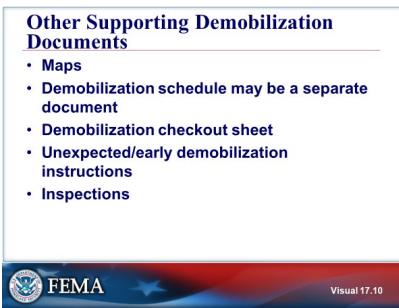 Other Supporting Demobilization
Documents
• Maps
• Demobilization schedule may be a separate
document
• Demobilization checkout sheet
• Unexpected/early demobilization
instructions
• Inspections
FEMA
Visual 17.10